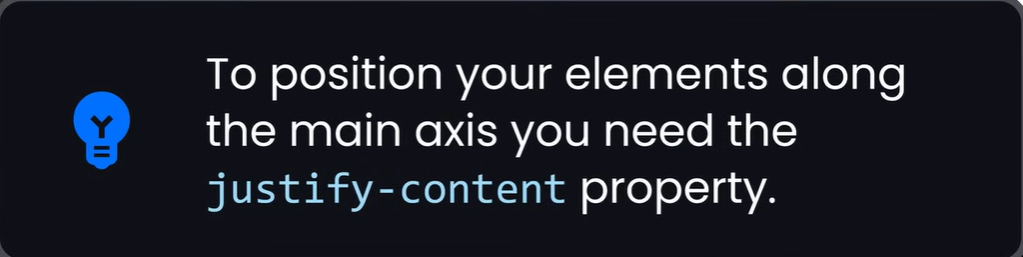 To position your elements along
the main axis you need the
justify-content property.